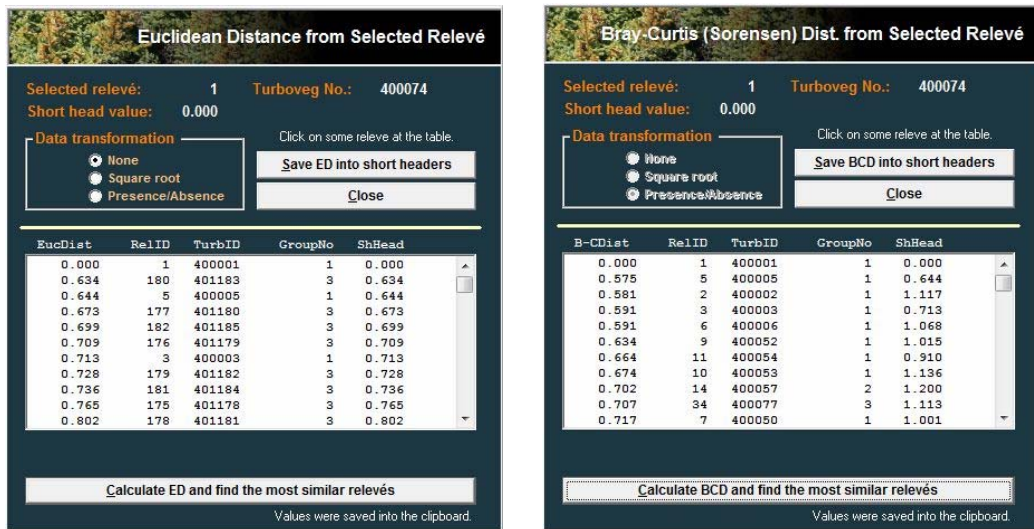 Euclidean Distance from Selected Relevé
Selected relevé: 1 Turboveg No.: 400074
Short head value: 0.000
Data transformation
Click on some releve at the table.
None
Square root
Presence/Absence
Save ED into short headers
Close
EucDist RelID TurbID GroupNo ShHead
0.000 1 400001 1 0.000
0.634 180 401183 3 0.634
0.644 5 400005 1 0.644
0.673 177 401180 3 0.673
0.699 182 401185 3 0.699
0.709 176 401179 3 0.709
0.713 3 400003 1 0.713
0.728 179 401182 3 0.728
0.736 181 401184 3 0.736
0.765 175 401178 3 0.765
0.802 178 401181 3 0.802
Calculate ED and find the most similar relevés
Values were saved into the clipboard.
Bray-Curtis (Sorensen) Dist. from Selected Relevé
Selected relevé: 1 Turboveg No.: 400074
Short head value: 0.000
Data transformation
Click on some releve at the table.
None
Square root
Presence/Absence
Save BCD into short headers
Close
B-CDist RelID TurbID GroupNo ShHead
0.000 1 400001 1 0.000
0.575 5 400005 1 0.644
0.581 2 400002 1 1.117
0.591 3 400003 1 0.713
0.591 6 400006 1 1.068
0.634 9 400052 1 1.015
0.664 11 400054 1 0.910
0.674 10 400053 1 1.136
0.702 14 400057 2 1.200
0.707 34 400077 3 1.113
0.717 7 400050 1 1.001
Calculate BCD and find the most similar relevés
Values were saved into the clipboard.